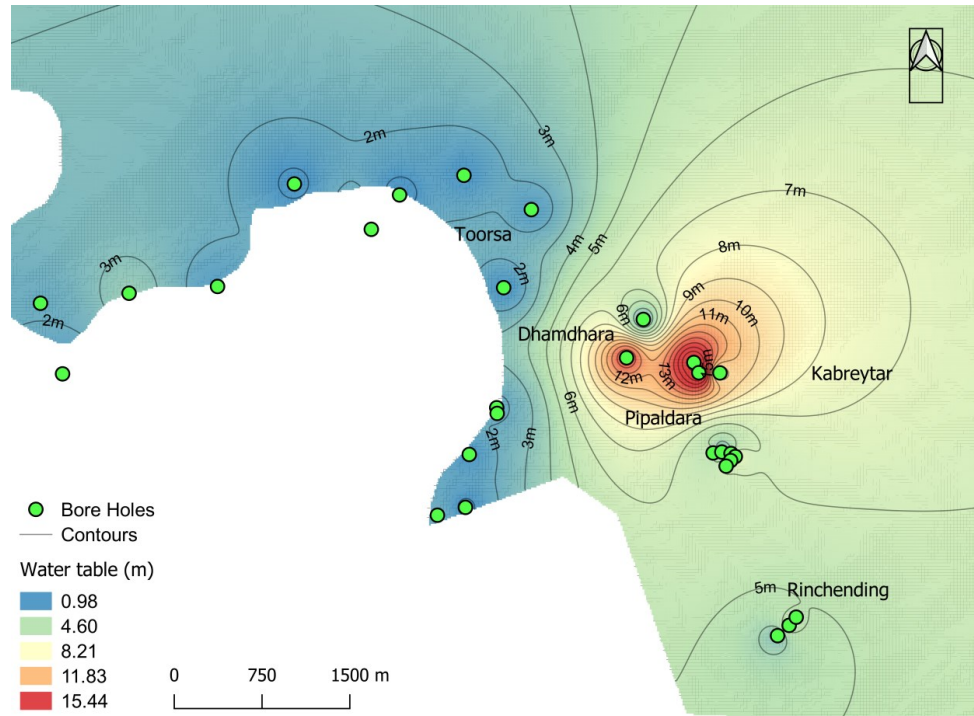 2m
3m
7m
Toorsa
4m
5m
8m
3m
2m
9m
10m
6m
11m
2m
Dhamdhara
12m
13m
Kabreytar
6m
Pipaldara
2m
3m
Bore Holes
Contours
Water table (m)
0.98
4.60
8.21
11.83
15.44
5m
Rinchending
0 750 1500 m